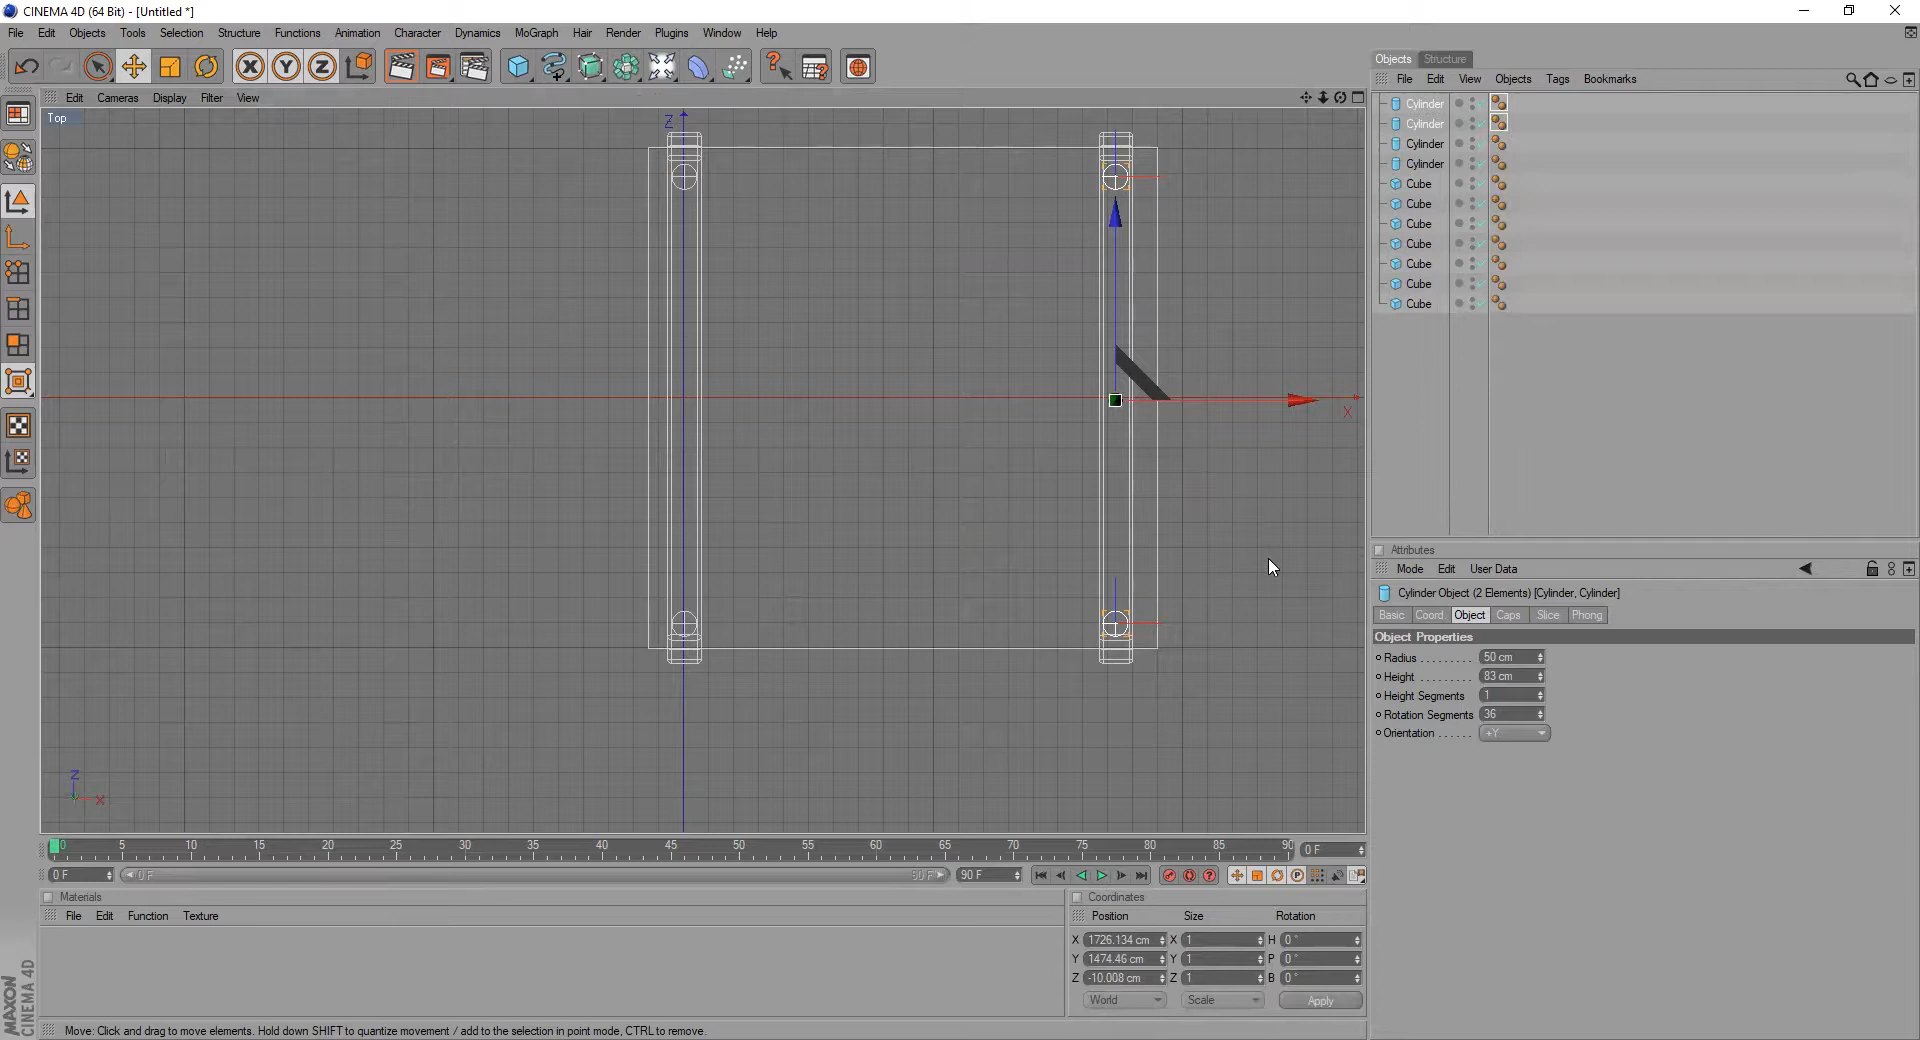 CINEMA 4D (64 Bit) - [Untitled *]
File Edit Objects Tools Selection Structure Functions Animation Character Dynamics MoGraph Hair Render Plugins Window Help
Objects Structure
File Edit View Objects Tags Bookmarks
Edit Cameras Display Filter View
Top
Z
X
Z
X
Cylinder
Cylinder
Cylinder
Cylinder
Cube
Cube
Cube
Cube
Cube
Cube
Cube
Attributes
Mode Edit User Data
Cylinder Object (2 Elements) [Cylinder, Cylinder]
Basic Coord. Object Caps Slice Phong
Object Properties
Radius . . . . . . . . 50 cm
Height . . . . . . . . 83 cm
Height Segments 1
Rotation Segments 36
Orientation . . . . . . +Y
0 5 10 15 20 25 30 35 40 45 50 55 60 65 70 75 80 85 90 0 F
0 F 0 F 90 F 90 F
Materials
File Edit Function Texture
Coordinates
Position Size Rotation
X 1726.134 cm X 1 H 0 °
Y 1474.46 cm Y 1 P 0 °
Z -10.008 cm Z 1 B 0 °
World Scale Apply
MAXON
CINEMA 4D
Move: Click and drag to move elements. Hold down SHIFT to quantize movement / add to the selection in point mode, CTRL to remove.